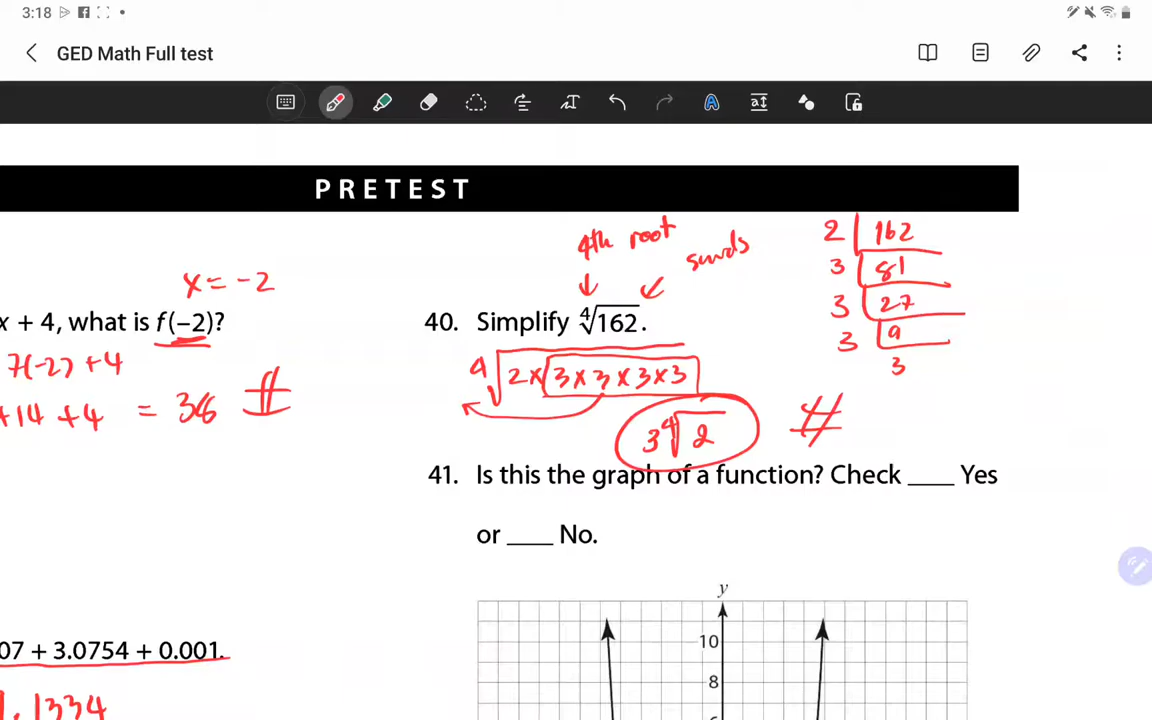 3:18
GED Math Full test
PRETEST
x = -2
x + 4, what is f(−2)?
7(-2) + 4
+14 + 4 = 36 #
07 + 3.0754 + 0.001.
.1334
4th root
surds
40. Simplify ∜162.
4√2×3×3×3×3
3 4√2 #
2 162
3 81
3 27
3 9
3
41. Is this the graph of a function? Check ____ Yes
or ____ No.
y
10
8